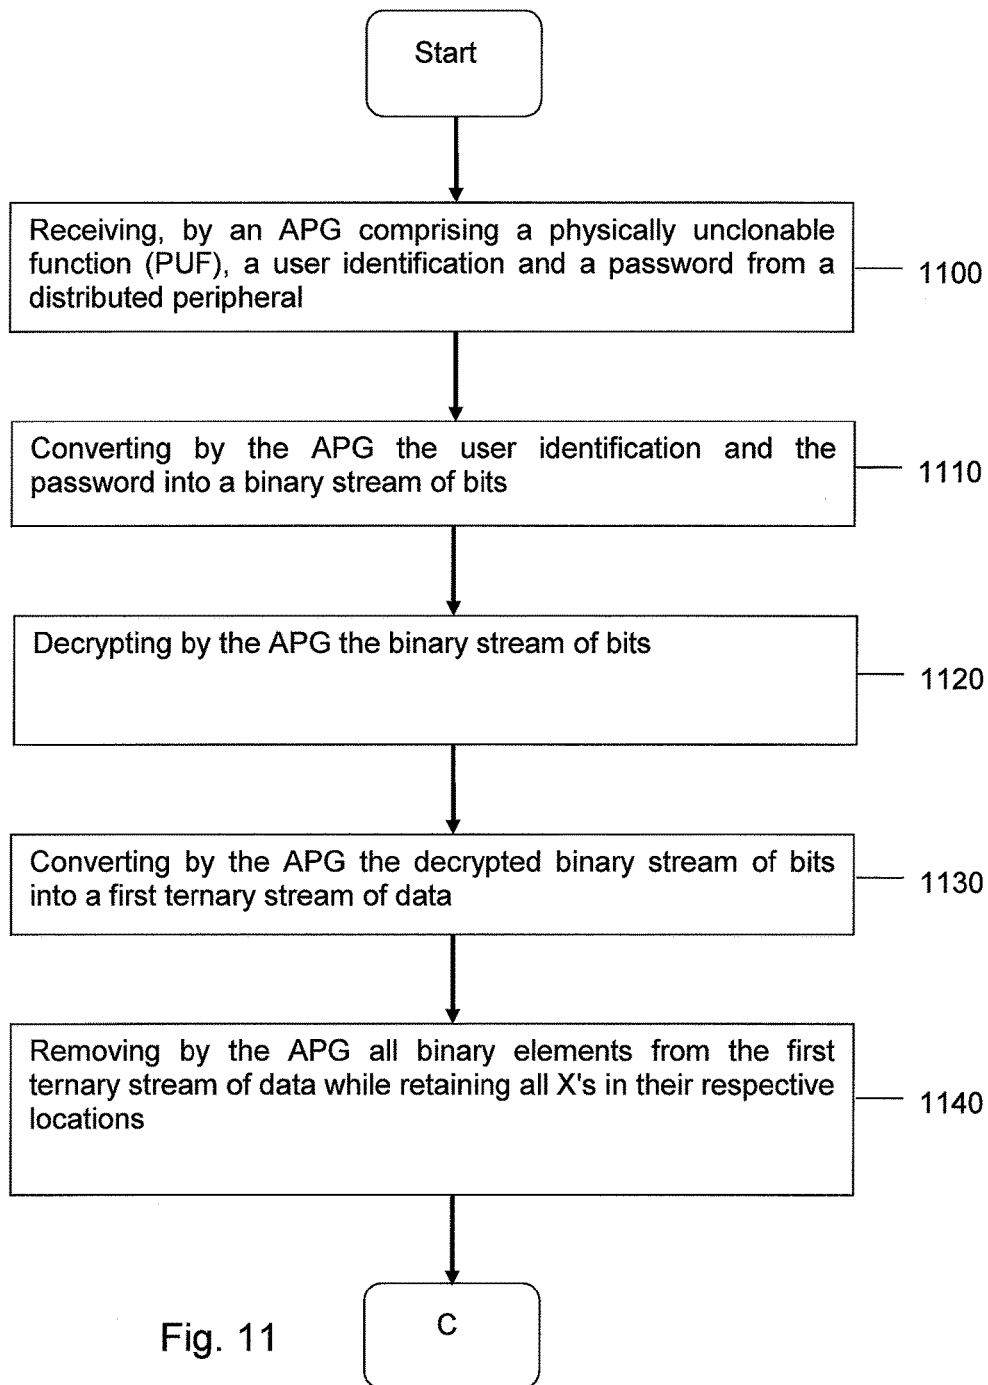 Start
Receiving, by an APG comprising a physically unclonable
function (PUF), a user identification and a password from a
distributed peripheral
1100
Converting by the APG the user identification and the
password into a binary stream of bits
1110
Decrypting by the APG the binary stream of bits
1120
Converting by the APG the decrypted binary stream of bits
into a first ternary stream of data
1130
Removing by the APG all binary elements from the first
ternary stream of data while retaining all X's in their respective
locations
1140
C
Fig. 11